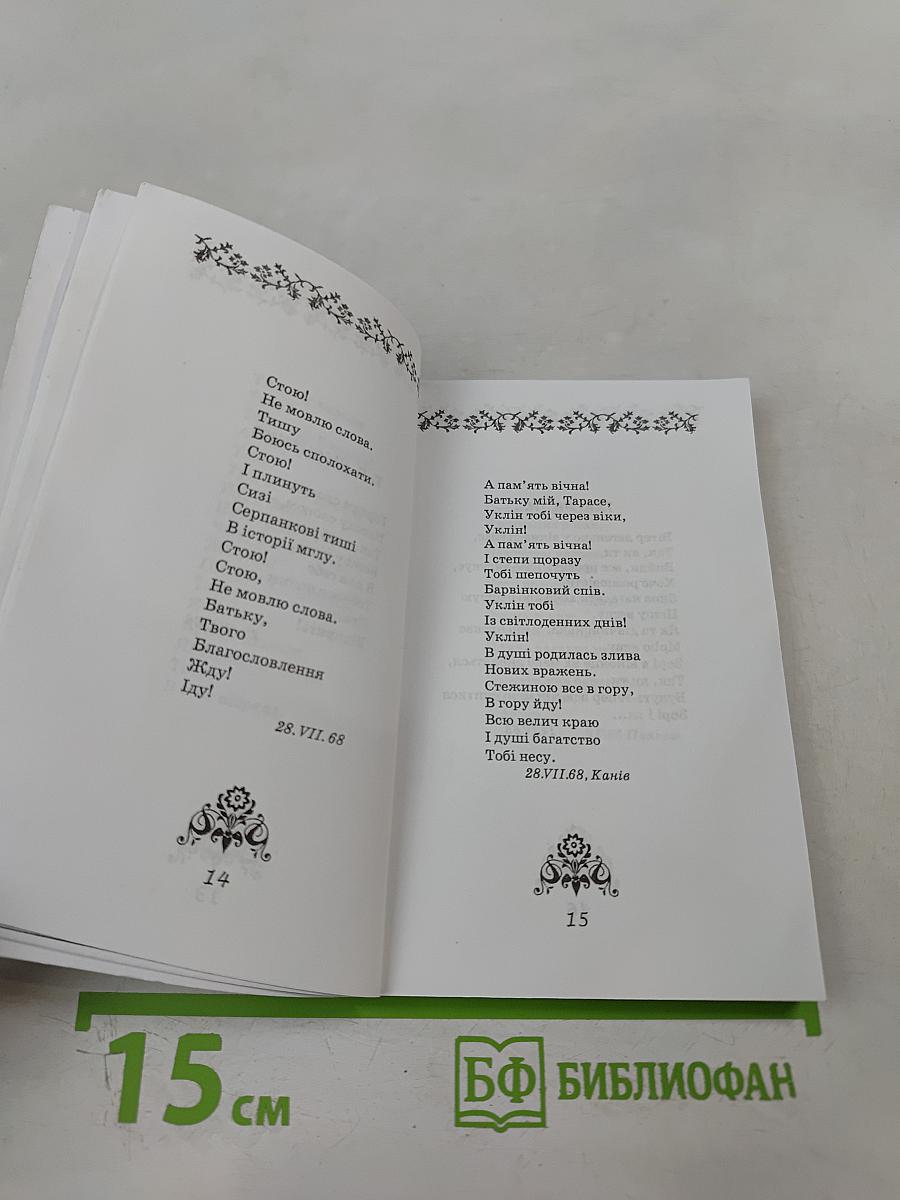 Стою!
Не мовлю слова.
Тишу
Боюсь сполохати.
Стою!
І плинуть
Сизі
Серпанкові тиші
В історії мглу.
Стою!
Стою,
Не мовлю слова.
Батьку,
Твого
Благословлення
Жду!
Іду!
28.VII.68
14
А пам'ять вічна!
Батьку мій, Тарасе,
Уклін тобі через віки,
Уклін!
А пам'ять вічна!
І степи щоразу
Тобі шепочуть
Барвінковий спів.
Уклін тобі
Із світлоденних днів!
Уклін!
В душі родилась злива
Нових вражень.
Стежиною все в гору,
В гору йду!
Всю велич краю
І душі багатство
Тобі несу.
28.VII.68, Канів
15
15 см
БФ БИБЛИОФАН